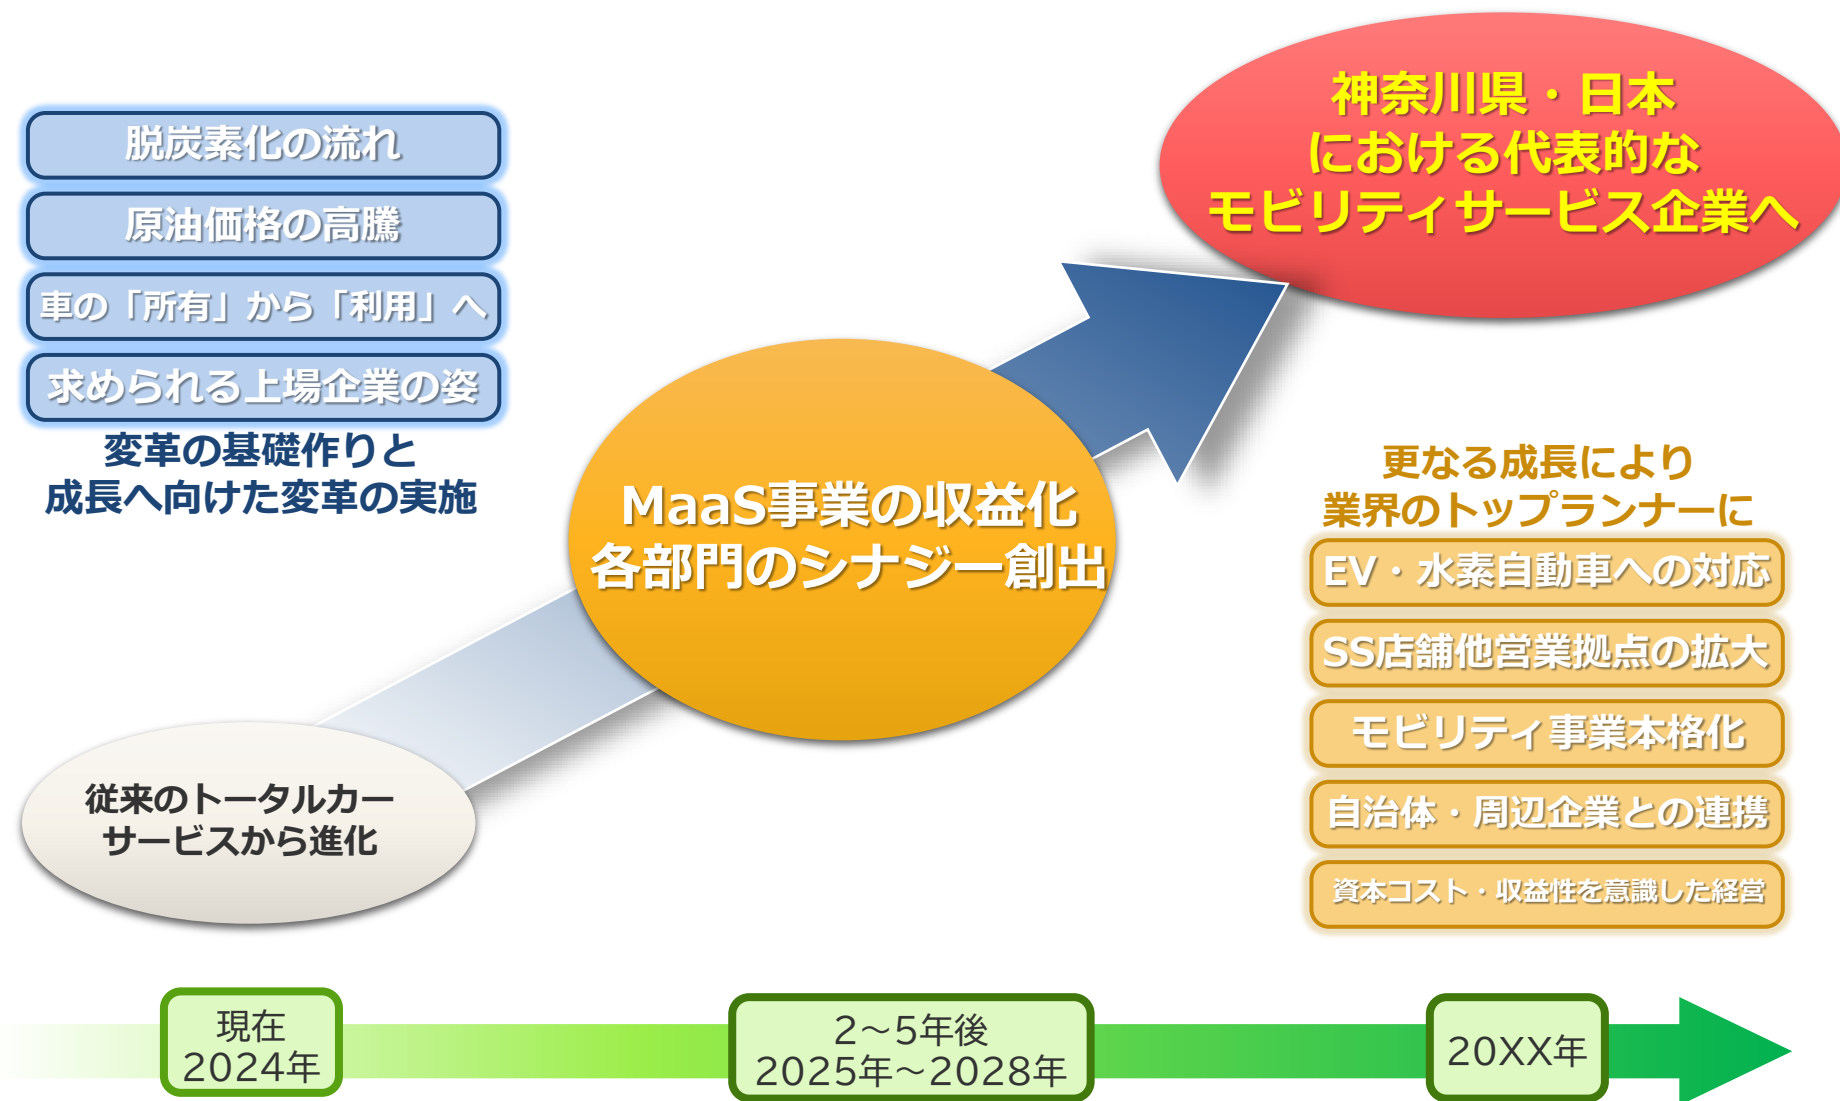 神奈川県・日本
における代表的な
モビリティサービス企業へ
脱炭素化の流れ
原油価格の高騰
車の「所有」から「利用」へ
求められる上場企業の姿
変革の基礎作りと
成長へ向けた変革の実施
MaaS事業の収益化
各部門のシナジー創出
更なる成長により
業界のトップランナーに
EV・水素自動車への対応
SS店舗他営業拠点の拡大
モビリティ事業本格化
自治体・周辺企業との連携
資本コスト・収益性を意識した経営
従来のトータルカー
サービスから進化
現在
2024年
2～5年後
2025年～2028年
20XX年